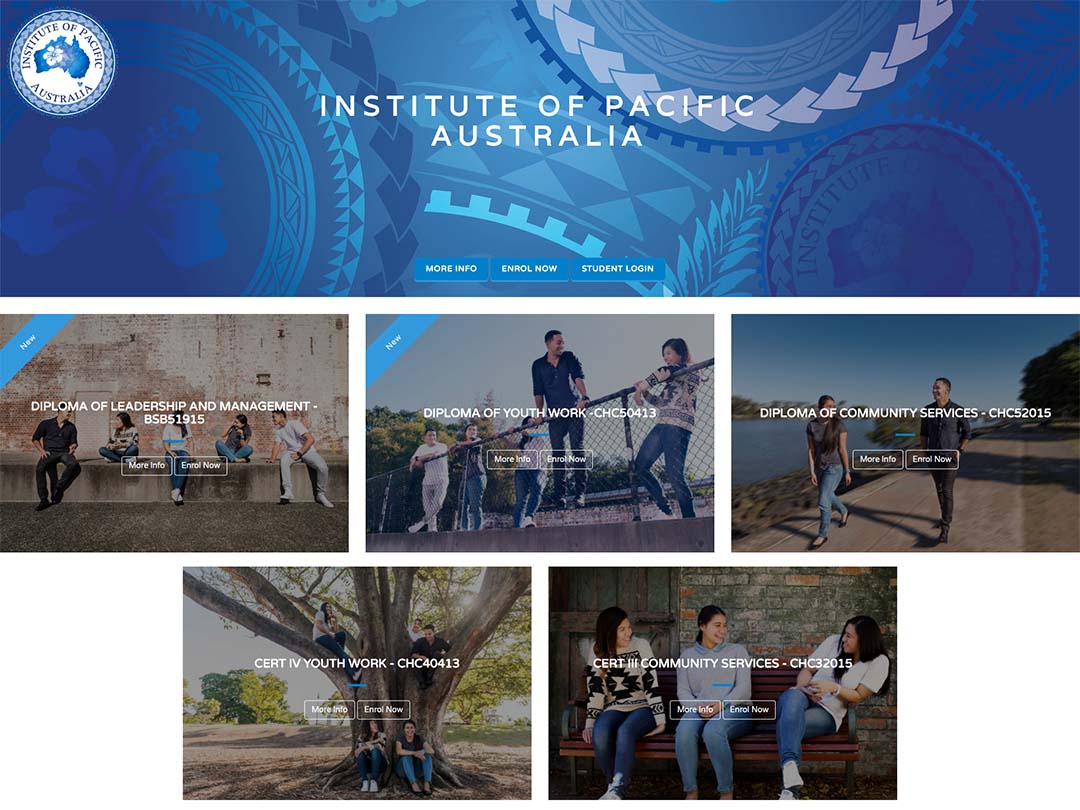 INSTITUTE OF PACIFIC
AUSTRALIA
INSTITUTE OF PACIFIC
AUSTRALIA
INSTITUTE OF
MORE INFO
ENROL NOW
STUDENT LOGIN
New
DIPLOMA OF LEADERSHIP AND MANAGEMENT -
BSB51915
More Info
Enrol Now
New
DIPLOMA OF YOUTH WORK -CHC50413
More Info
Enrol Now
DIPLOMA OF COMMUNITY SERVICES - CHC52015
More Info
Enrol Now
CERT IV YOUTH WORK - CHC40413
More Info
Enrol Now
CERT III COMMUNITY SERVICES - CHC32015
More Info
Enrol Now